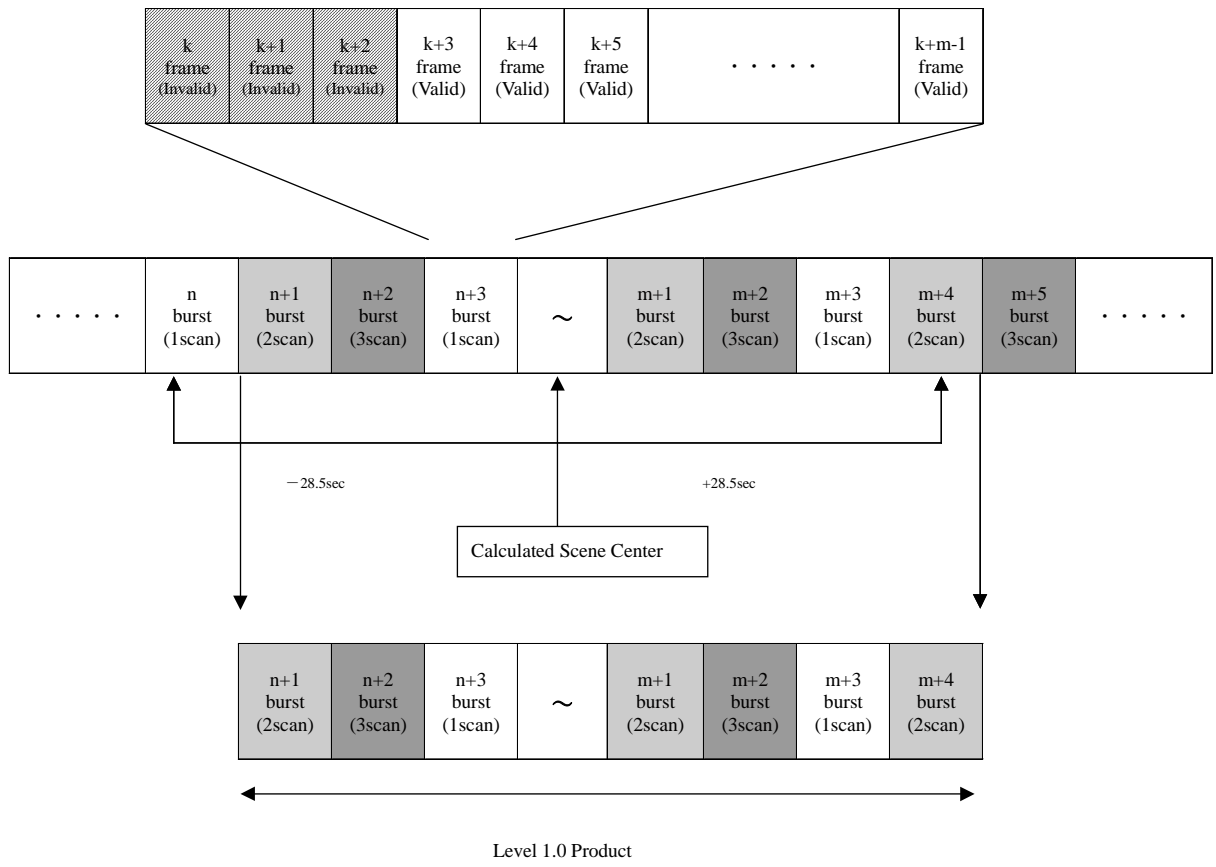 k
frame
(Invalid)
k+1
frame
(Invalid)
k+2
frame
(Invalid)
k+3
frame
(Valid)
k+4
frame
(Valid)
k+5
frame
(Valid)
· · · · ·
k+m-1
frame
(Valid)
· · · · ·
n
burst
(1scan)
n+1
burst
(2scan)
n+2
burst
(3scan)
n+3
burst
(1scan)
~
m+1
burst
(2scan)
m+2
burst
(3scan)
m+3
burst
(1scan)
m+4
burst
(2scan)
m+5
burst
(3scan)
· · · · ·
−28.5sec
+28.5sec
Calculated Scene Center
n+1
burst
(2scan)
n+2
burst
(3scan)
n+3
burst
(1scan)
~
m+1
burst
(2scan)
m+2
burst
(3scan)
m+3
burst
(1scan)
m+4
burst
(2scan)
Level 1.0 Product